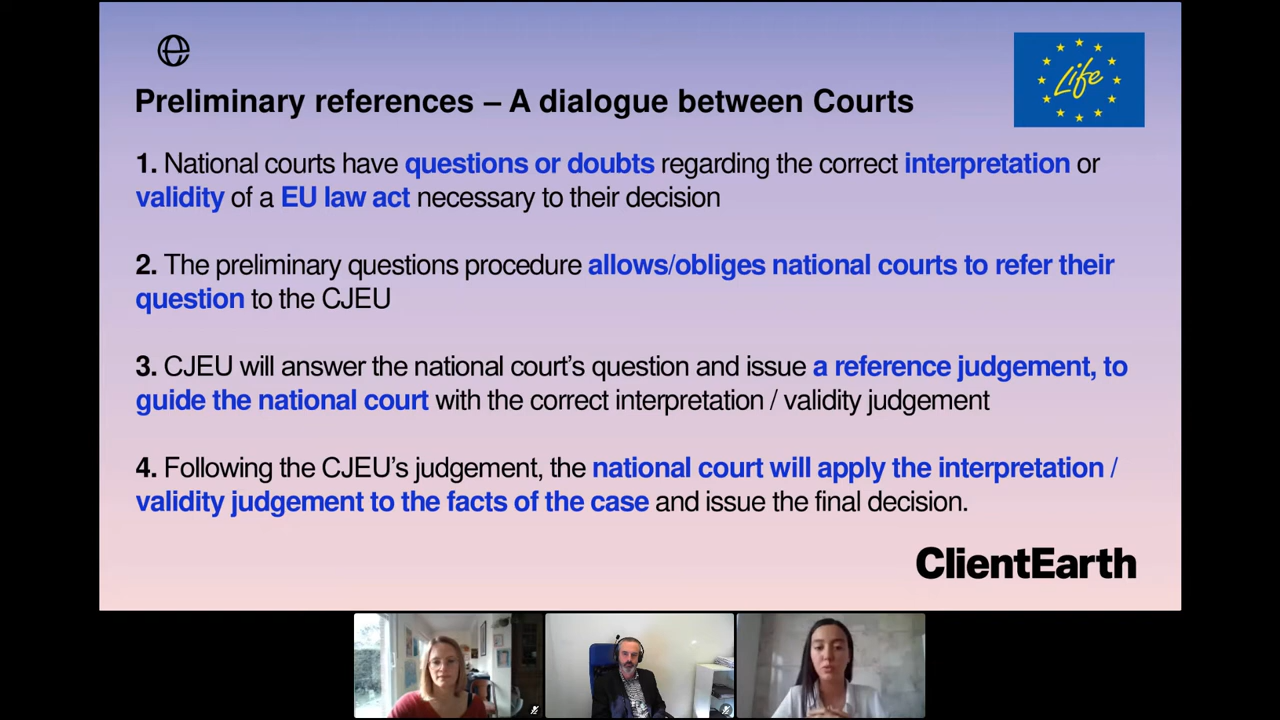 Life
Preliminary references – A dialogue between Courts
1. National courts have questions or doubts regarding the correct interpretation or
validity of a EU law act necessary to their decision
2. The preliminary questions procedure allows/obliges national courts to refer their
question to the CJEU
3. CJEU will answer the national court’s question and issue a reference judgement, to
guide the national court with the correct interpretation / validity judgement
4. Following the CJEU’s judgement, the national court will apply the interpretation /
validity judgement to the facts of the case and issue the final decision.
ClientEarth